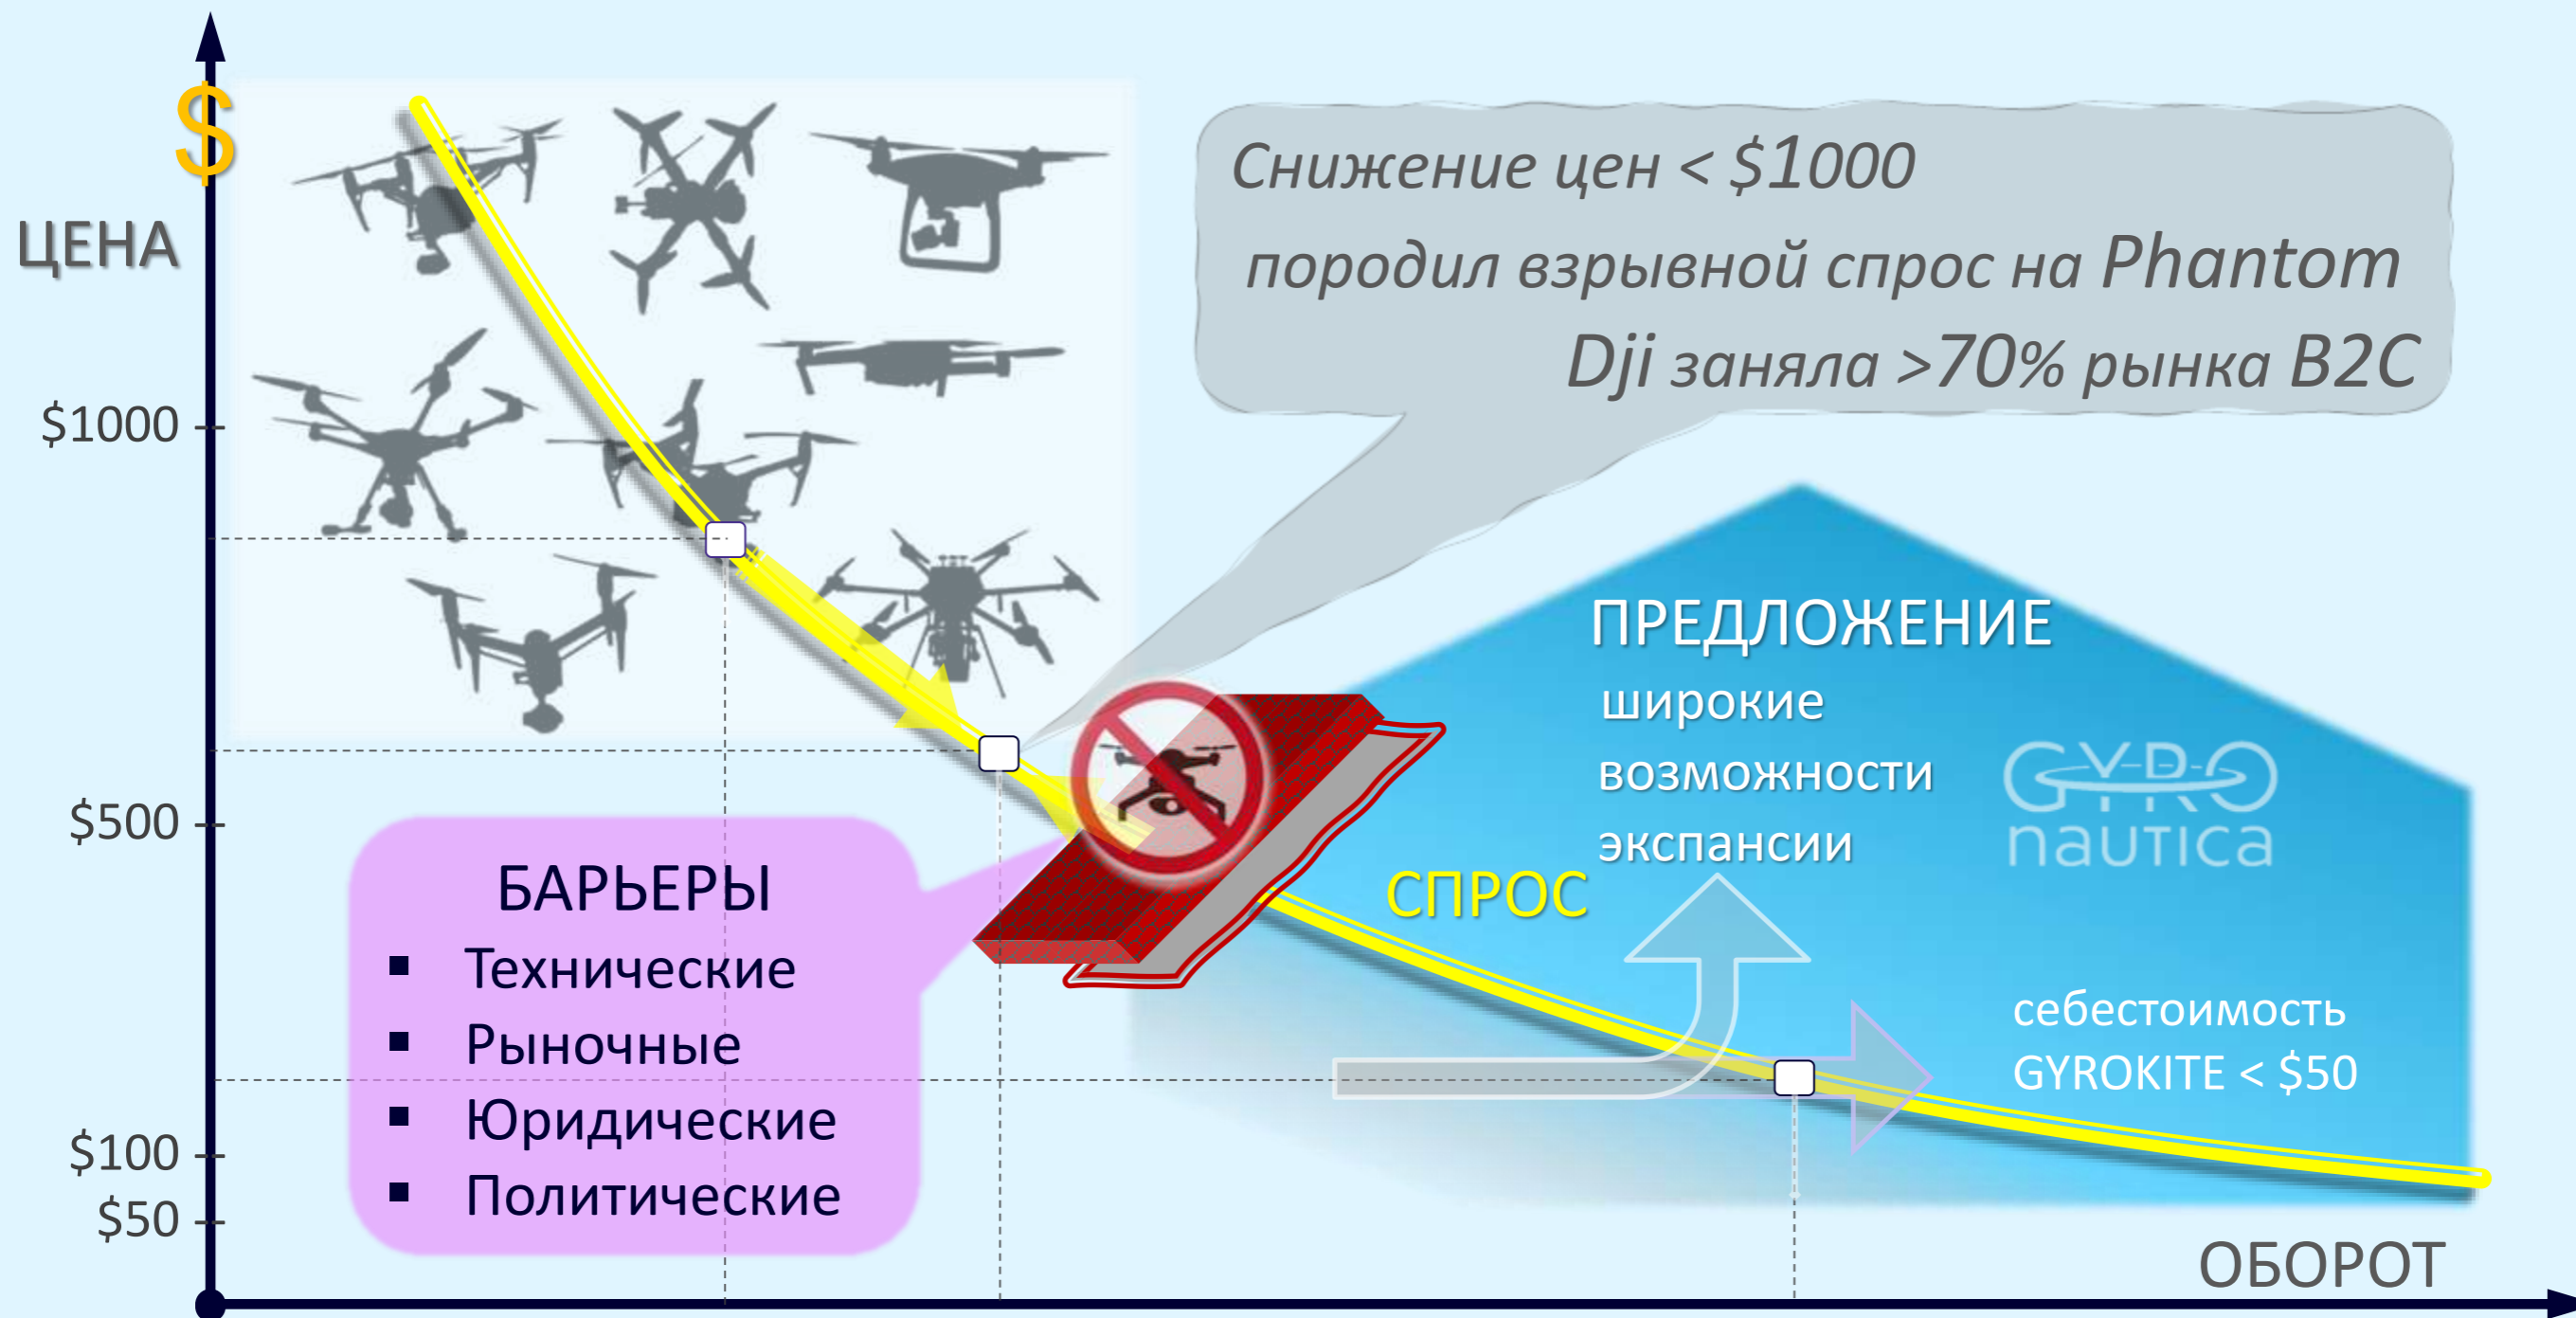 $
ЦЕНА
$1000
$500
$100
$50
Снижение цен < $1000
породил взрывной спрос на Phantom
Dji заняла >70% рынка B2C
ПРЕДЛОЖЕНИЕ
широкие
возможности
экспансии
GYRO
nautica
СПРОС
себестоимость
GYROKITE < $50
БАРЬЕРЫ
▪ Технические
▪ Рыночные
▪ Юридические
▪ Политические
ОБОРОТ